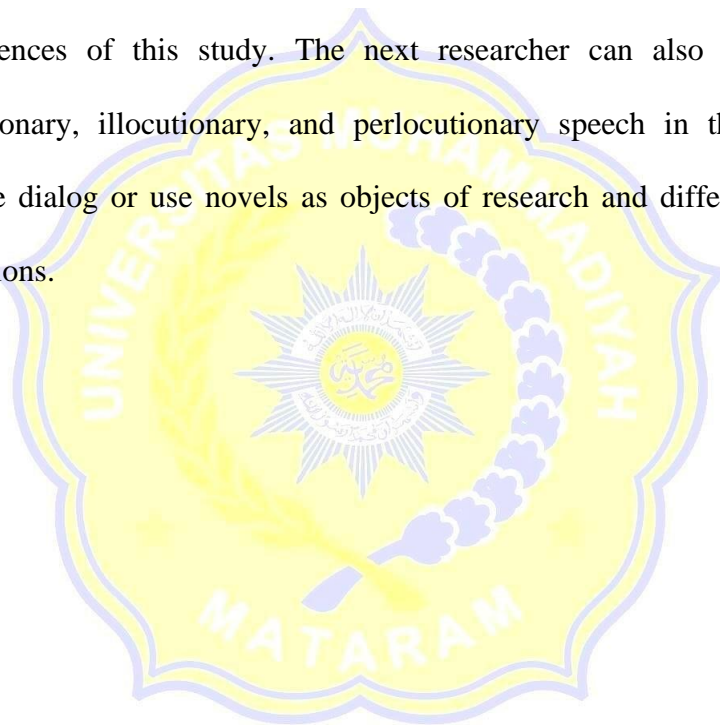 ences of this study. The next researcher can also
onary, illocutionary, and perlocutionary speech in th
e dialog or use novels as objects of research and diffe
ions.
UNIVERSITAS MUHAMMADIYAH
MATARAM